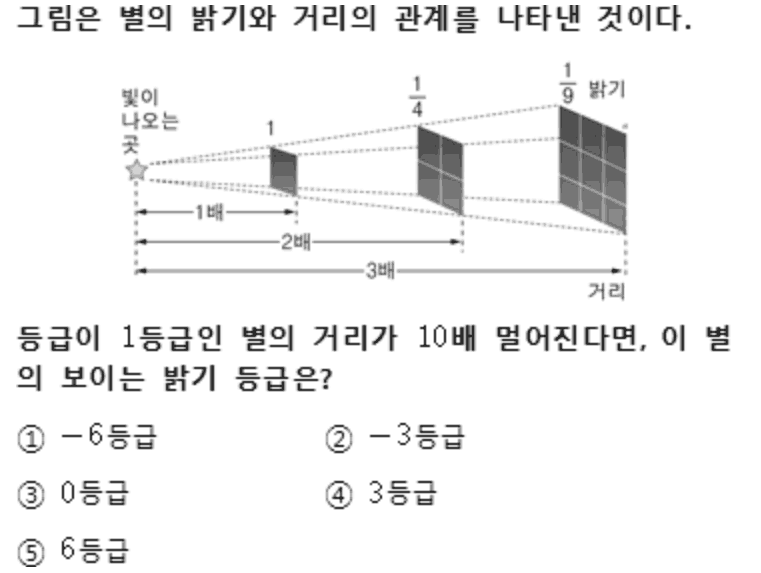 그림은 별의 밝기와 거리의 관계를 나타낸 것이다.
빛이
나오는
곳
1
1/4
1/9 밝기
1배
2배
3배
거리
등급이 1등급인 별의 거리가 10배 멀어진다면, 이 별
의 보이는 밝기 등급은?
① -6등급 ② -3등급
③ 0등급 ④ 3등급
⑤ 6등급